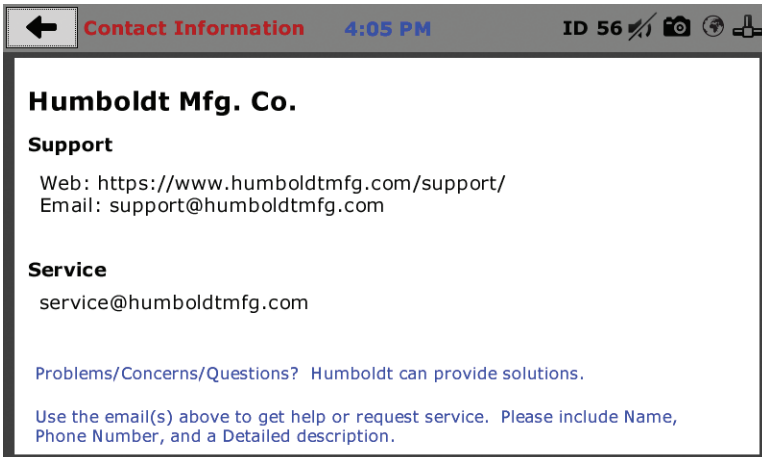 Contact Information 4:05 PM ID 56
Humboldt Mfg. Co.
Support
Web: https://www.humboldtmfg.com/support/
Email: support@humboldtmfg.com
Service
service@humboldtmfg.com
Problems/Concerns/Questions?  Humboldt can provide solutions.
Use the email(s) above to get help or request service.  Please include Name,
Phone Number, and a Detailed description.